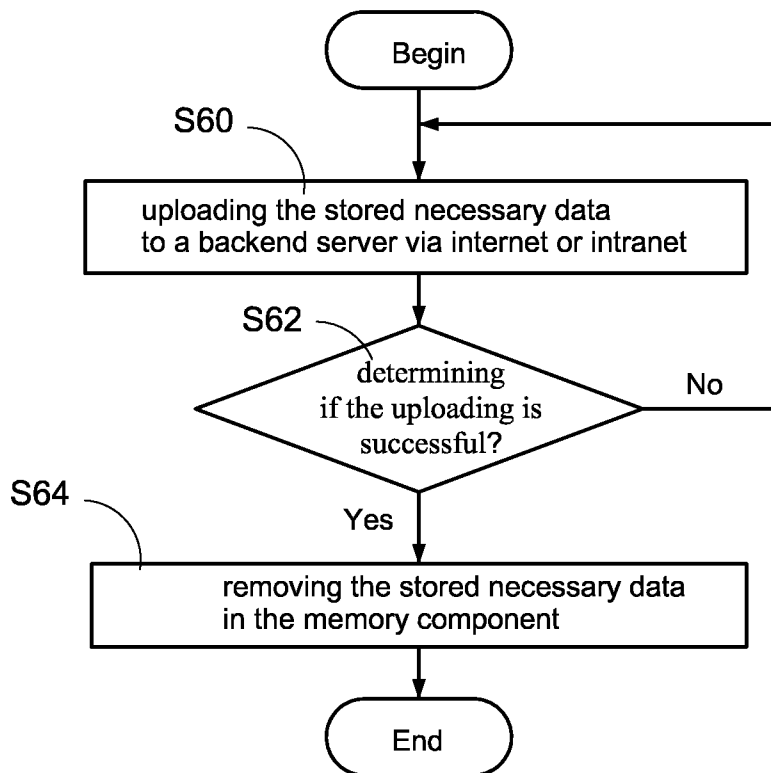 Begin
S60
uploading the stored necessary data
to a backend server via internet or intranet
S62
determining
if the uploading is
successful?
No
S64
Yes
removing the stored necessary data
in the memory component
End